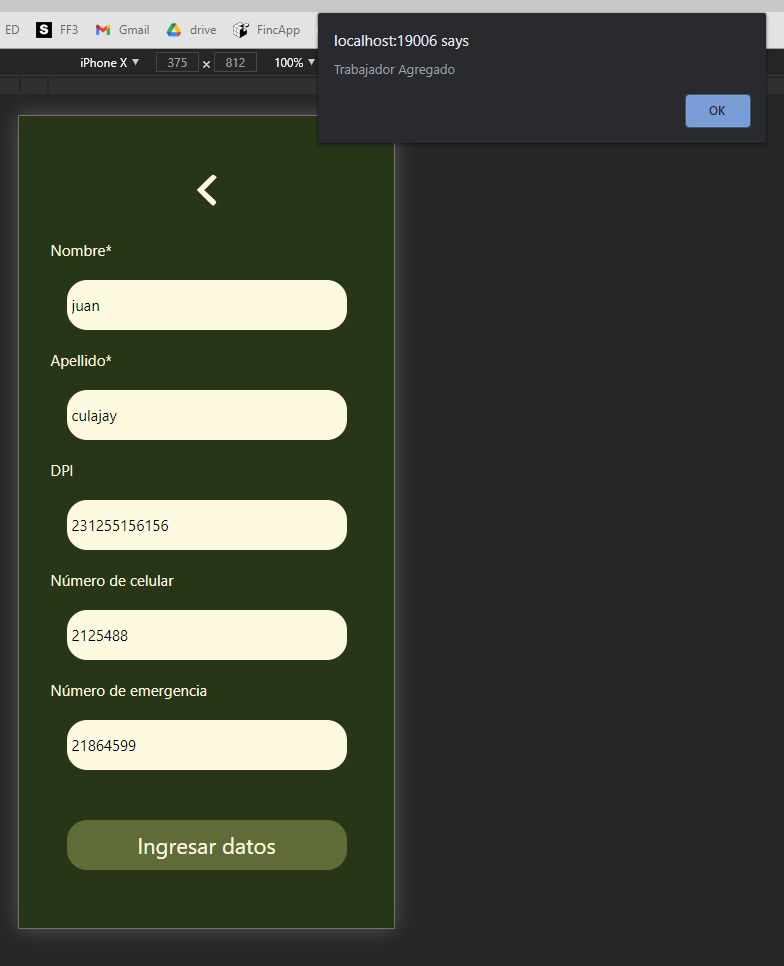 ED S FF3 Gmail drive FincApp
localhost:19006 says
Trabajador Agregado
OK
iPhone X ▼ 375 × 812 100% ▼
Nombre*
juan
Apellido*
culajay
DPI
231255156156
Número de celular
2125488
Número de emergencia
21864599
Ingresar datos